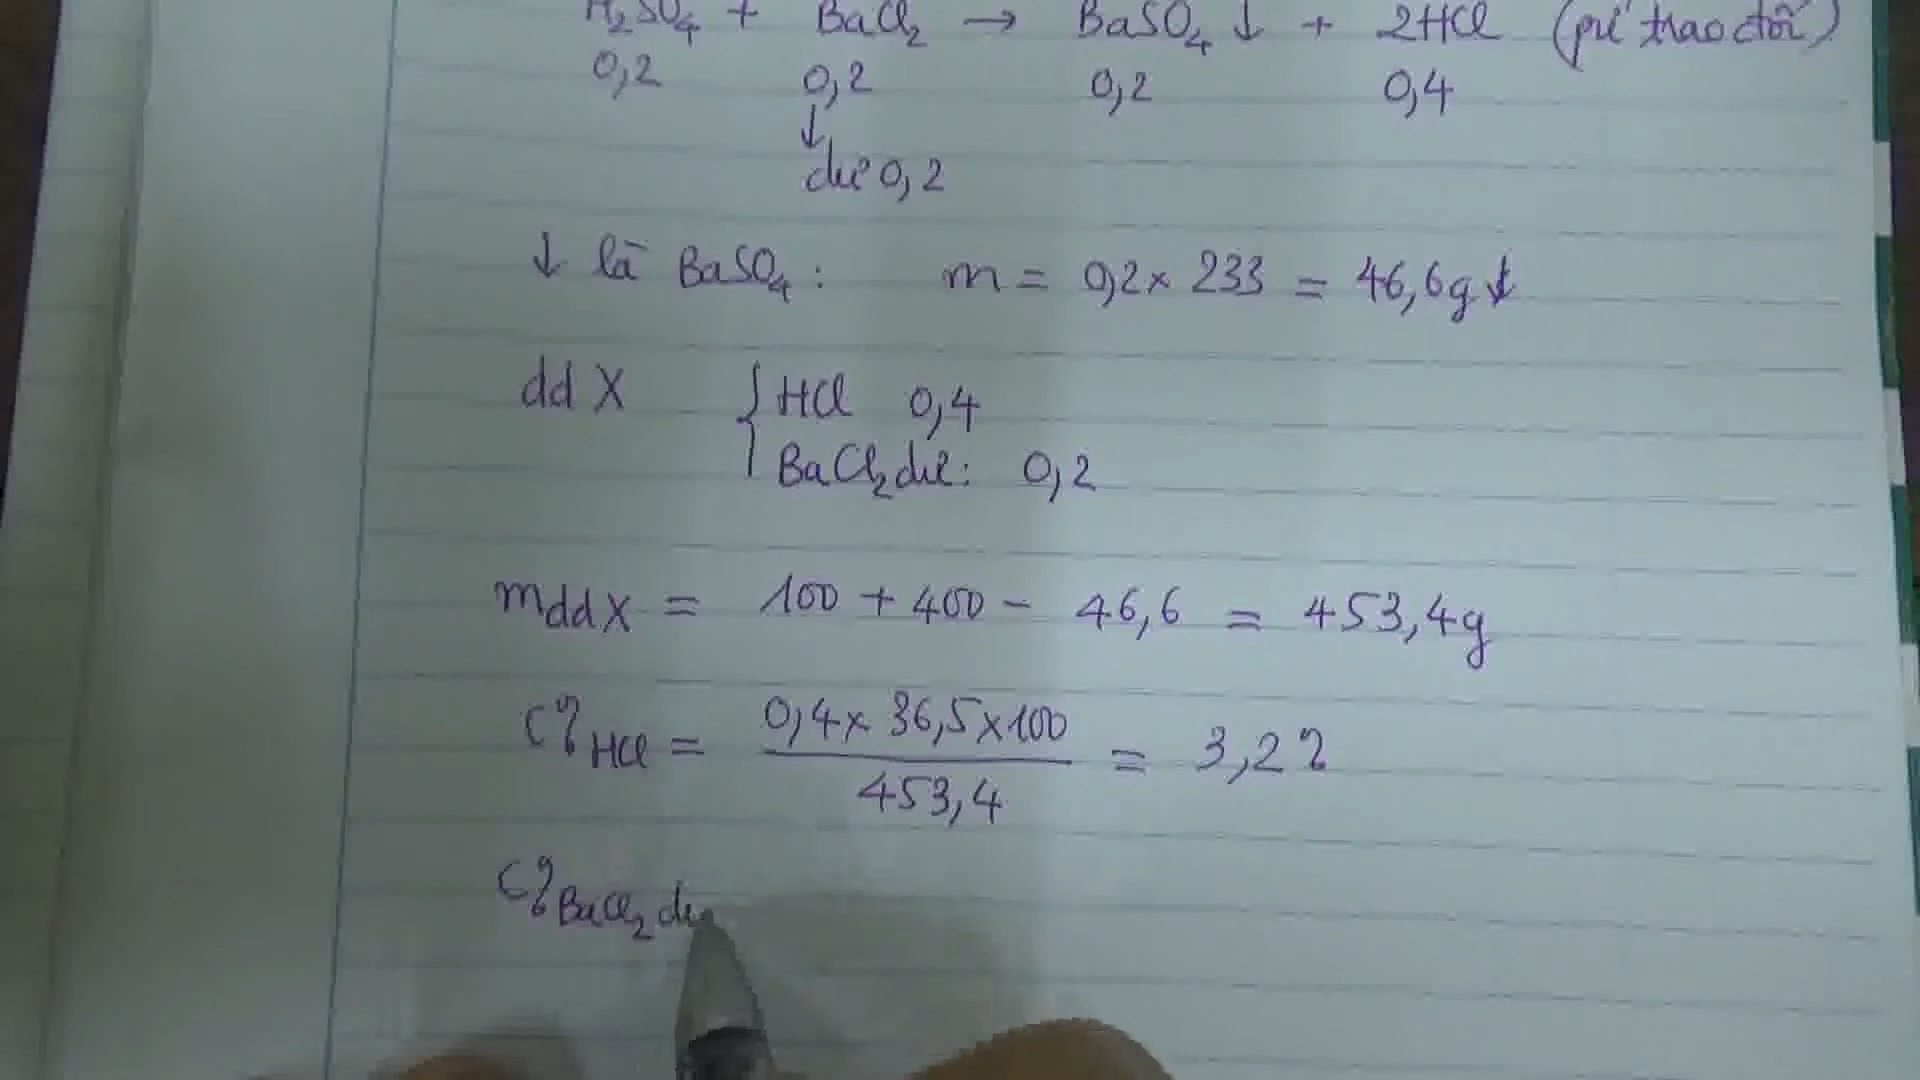 H₂SO₄ + BaCl₂ → BaSO₄ ↓ + 2HCl (pứ trao đổi)
0,2 0,2 0,2 0,4
↓
dư 0,2
↓ là BaSO₄ : m = 0,2 x 233 = 46,6g ↓
dd X { HCl 0,4
BaCl₂ dư : 0,2
mddX = 100 + 400 - 46,6 = 453,4g
C%HCl = 0,4 x 36,5 x 100 / 453,4 = 3,2%
C%BaCl₂ dư